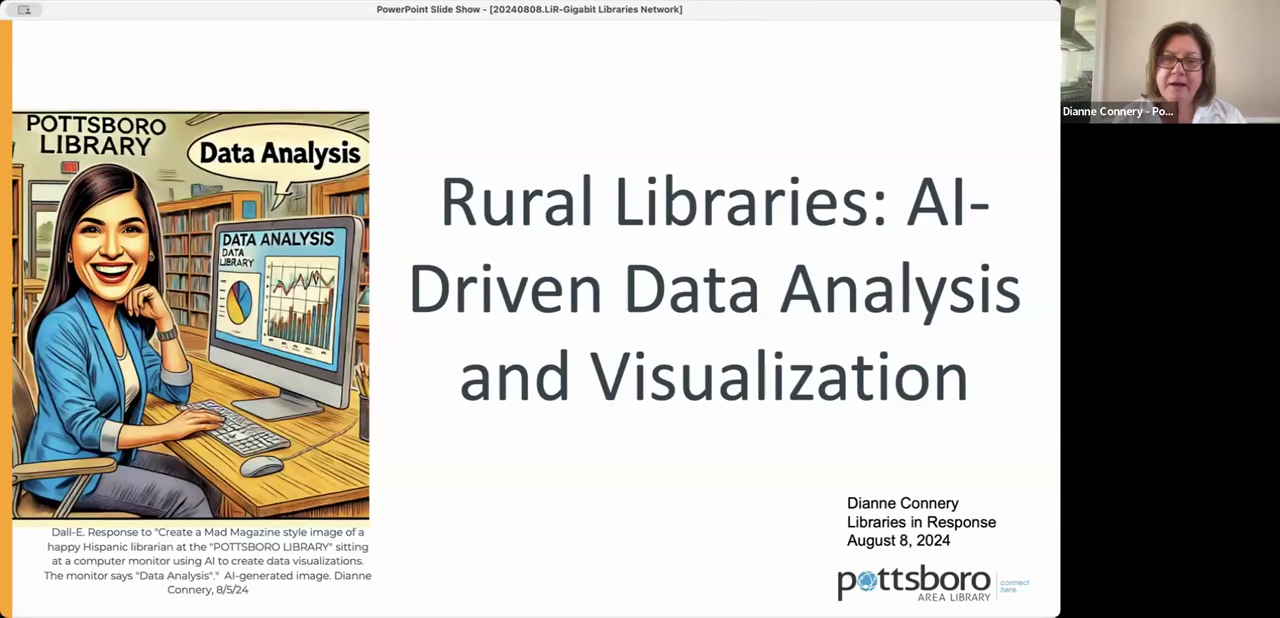 PowerPoint Slide Show - [20240808.LiR-Gigabit Libraries Network]
POTTSBORO
LIBRARY
Data Analysis
DATA ANALYSIS
DATA
LIBRARY
Rural Libraries: AI-
Driven Data Analysis
and Visualization
Dall-E. Response to "Create a Mad Magazine style image of a
happy Hispanic librarian at the "POTTSBORO LIBRARY" sitting
at a computer monitor using AI to create data visualizations.
The monitor says "Data Analysis"." AI-generated image. Dianne
Connery, 8/5/24
Dianne Connery
Libraries in Response
August 8, 2024
pottsboro
AREA LIBRARY
connect
here.
Dianne Connery - Po...